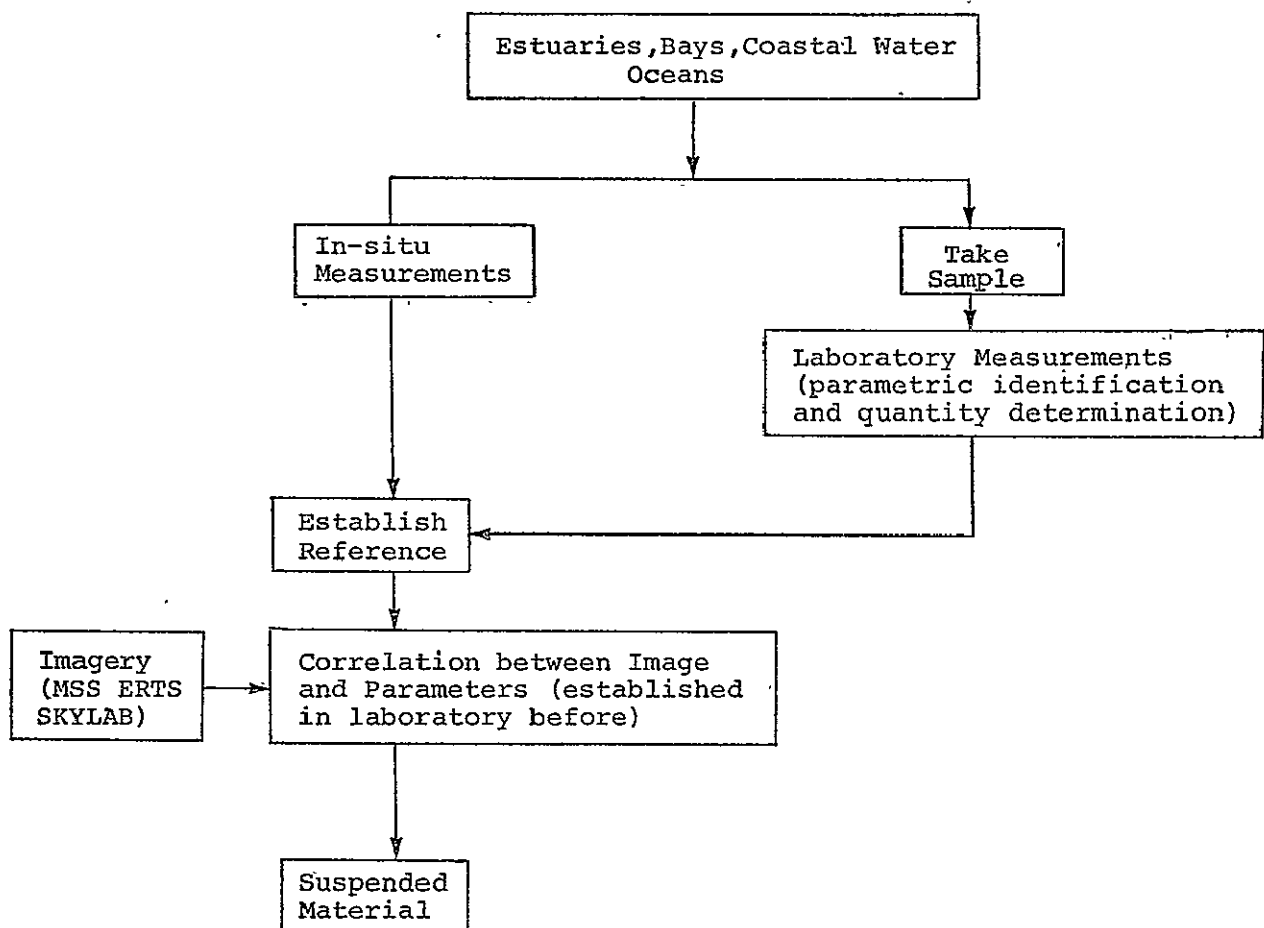 Estuaries,Bays,Coastal Water
Oceans
In-situ
Measurements
Take
Sample
Laboratory Measurements
(parametric identification
and quantity determination)
Establish
Reference
Imagery
(MSS ERTS
SKYLAB)
Correlation between Image
and Parameters (established
in laboratory before)
Suspended
Material